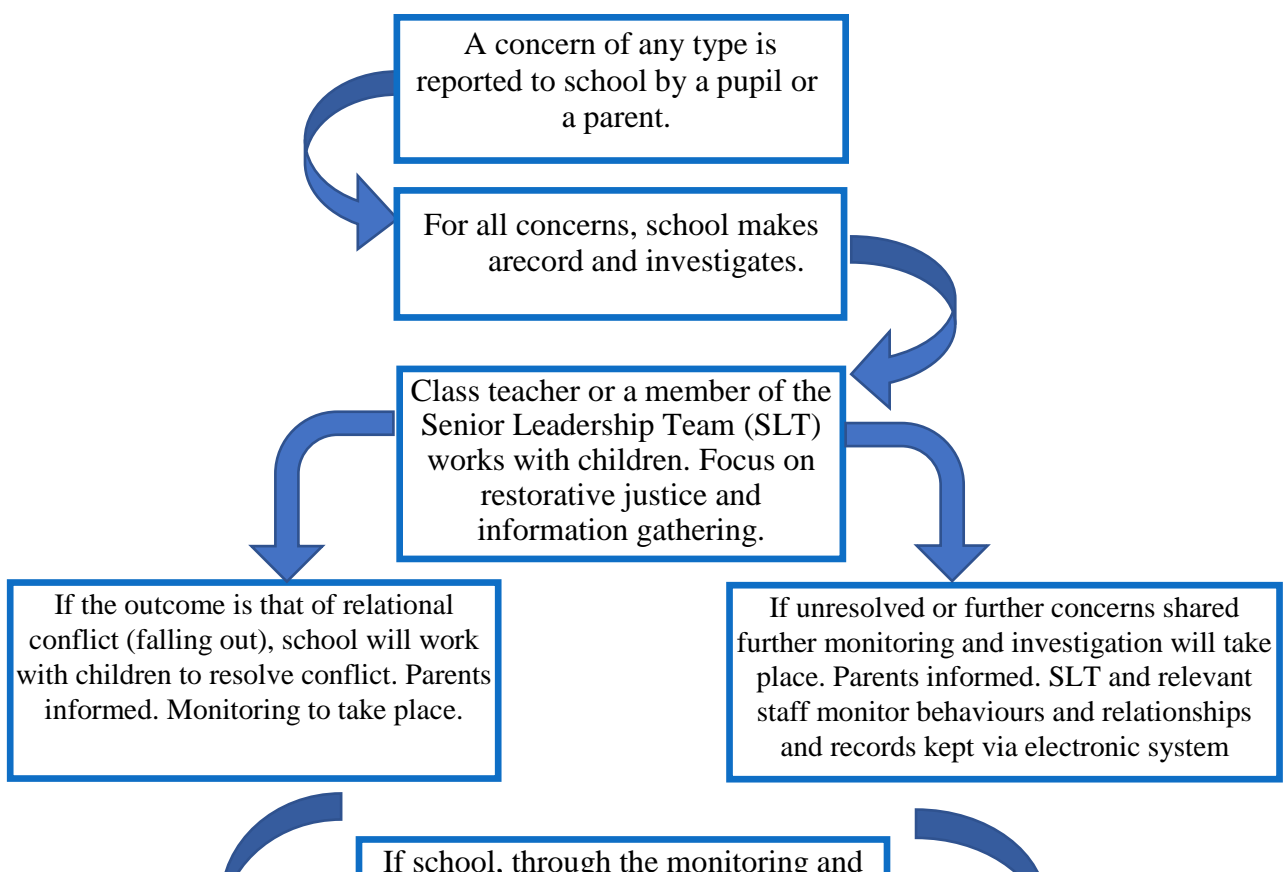 A concern of any type is
reported to school by a pupil or
a parent.
For all concerns, school makes
arecord and investigates.
Class teacher or a member of the
Senior Leadership Team (SLT)
works with children. Focus on
restorative justice and
information gathering.
If the outcome is that of relational
conflict (falling out), school will work
with children to resolve conflict. Parents
informed. Monitoring to take place.
If unresolved or further concerns shared
further monitoring and investigation will take
place. Parents informed. SLT and relevant
staff monitor behaviours and relationships
and records kept via electronic system
If school, through the monitoring and